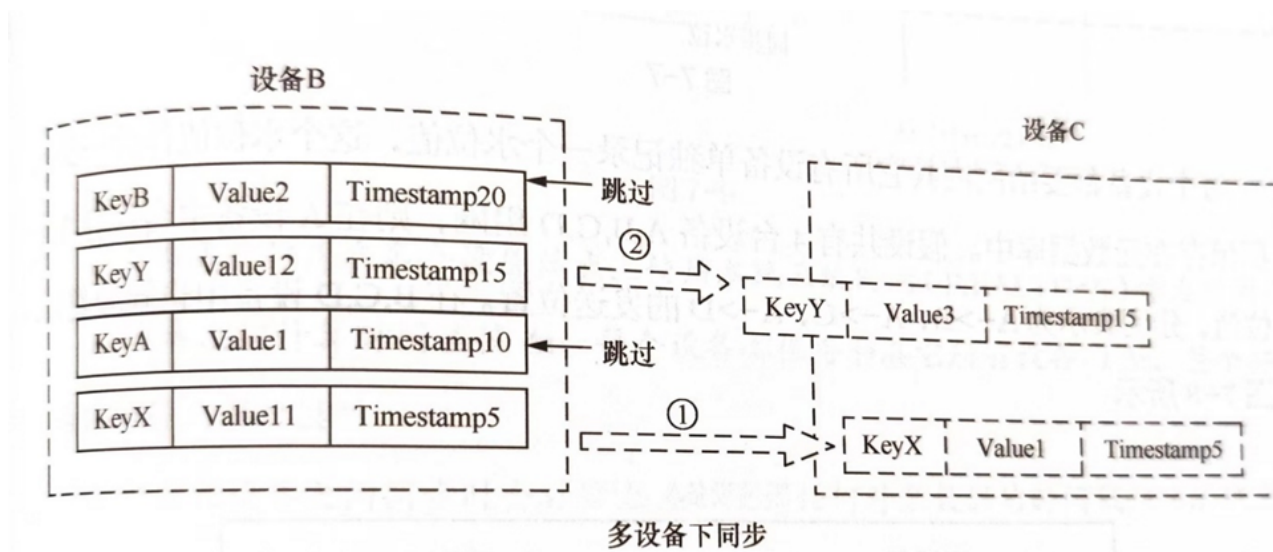 设备B
设备C
KeyB Value2 Timestamp20
跳过
KeyY Value12 Timestamp15
②
KeyY Value3 Timestamp15
KeyA Value1 Timestamp10
跳过
KeyX Value11 Timestamp5
①
KeyX Value1 Timestamp5
多设备下同步